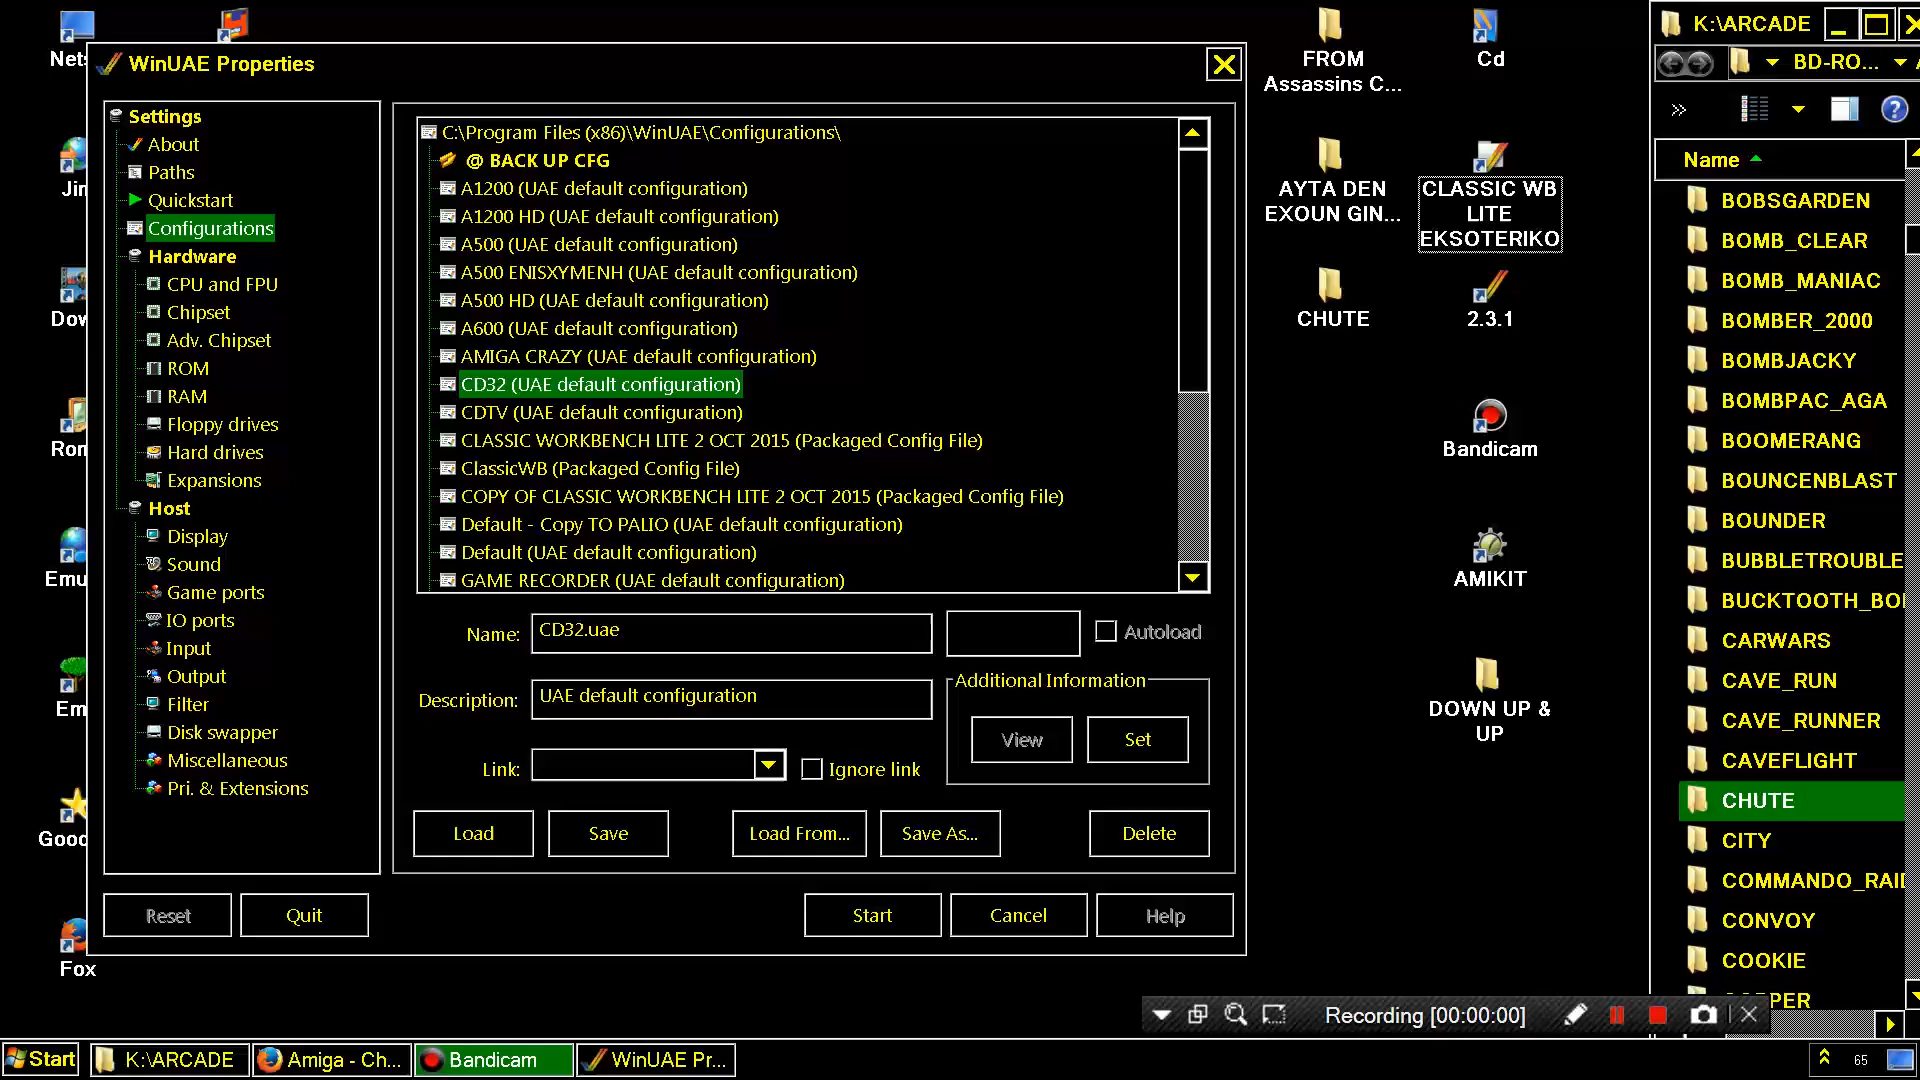 Nets
Jin
Dow
Rom
Emu
Em
Good
Fox
WinUAE Properties
Settings
About
Paths
Quickstart
Configurations
Hardware
CPU and FPU
Chipset
Adv. Chipset
ROM
RAM
Floppy drives
Hard drives
Expansions
Host
Display
Sound
Game ports
IO ports
Input
Output
Filter
Disk swapper
Miscellaneous
Pri. & Extensions
C:\Program Files (x86)\WinUAE\Configurations\
@ BACK UP CFG
A1200 (UAE default configuration)
A1200 HD (UAE default configuration)
A500 (UAE default configuration)
A500 ENISXYMENH (UAE default configuration)
A500 HD (UAE default configuration)
A600 (UAE default configuration)
AMIGA CRAZY (UAE default configuration)
CD32 (UAE default configuration)
CDTV (UAE default configuration)
CLASSIC WORKBENCH LITE 2 OCT 2015 (Packaged Config File)
ClassicWB (Packaged Config File)
COPY OF CLASSIC WORKBENCH LITE 2 OCT 2015 (Packaged Config File)
Default - Copy TO PALIO (UAE default configuration)
Default (UAE default configuration)
GAME RECORDER (UAE default configuration)
Name: CD32.uae
Autoload
Description: UAE default configuration
Additional Information
View Set
Link:
Ignore link
Load Save Load From... Save As... Delete
Reset Quit Start Cancel Help
FROM
Assassins C...
AYTA DEN
EXOUN GIN...
CHUTE
Cd
CLASSIC WB
LITE
EKSOTERIKO
2.3.1
Bandicam
AMIKIT
DOWN UP &
UP
K:\ARCADE
BD-RO...
Name
BOBSGARDEN
BOMB_CLEAR
BOMB_MANIAC
BOMBER_2000
BOMBJACKY
BOMBPAC_AGA
BOOMERANG
BOUNCENBLAST
BOUNDER
BUBBLETROUBLE
BUCKTOOTH_BO
CARWARS
CAVE_RUN
CAVE_RUNNER
CAVEFLIGHT
CHUTE
CITY
COMMANDO_RAID
CONVOY
COOKIE
Recording [00:00:00]
Start K:\ARCADE Amiga - Ch... Bandicam WinUAE Pr... 65